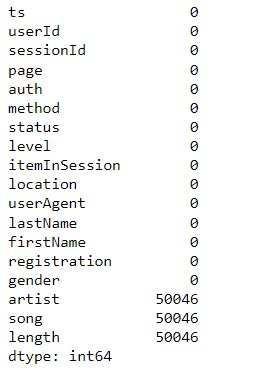 ts 0
userId 0
sessionId 0
page 0
auth 0
method 0
status 0
level 0
itemInSession 0
location 0
userAgent 0
lastName 0
firstName 0
registration 0
gender 0
artist 50046
song 50046
length 50046
dtype: int64